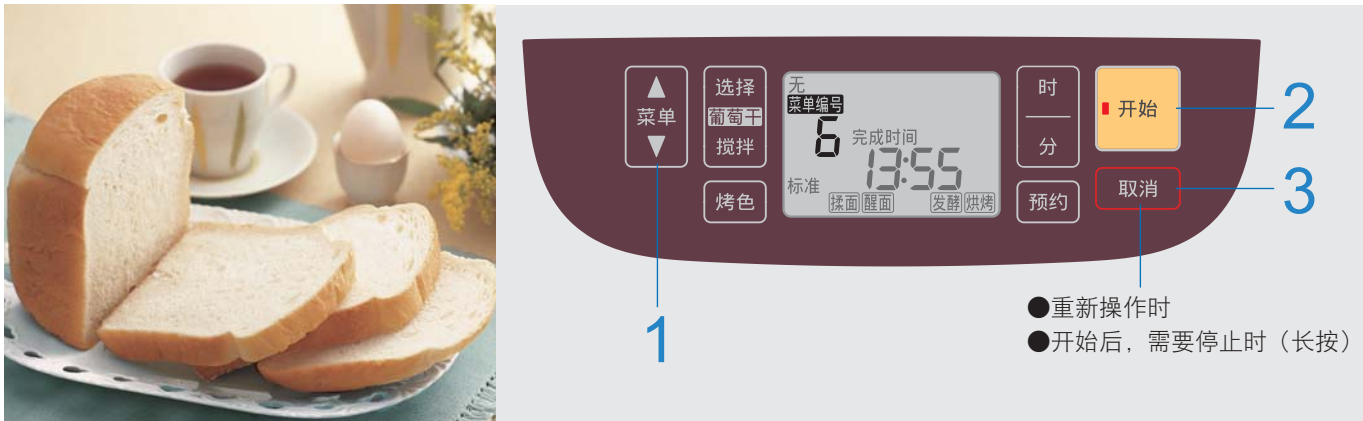 ▲
菜单
▼
选择
葡萄干
搅拌
烤色
无
菜单编号
6
完成时间
13:55
标准
揉面 醒面 发酵 烘烤
时
分
预约
开始
取消
1
2
3
●重新操作时
●开始后，需要停止时（长按）